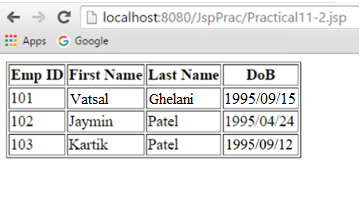 localhost:8080/JspPrac/Practical11-2.jsp
Apps Google
Emp ID First Name Last Name DoB
101 Vatsal Ghelani 1995/09/15
102 Jaymin Patel 1995/04/24
103 Kartik Patel 1995/09/12